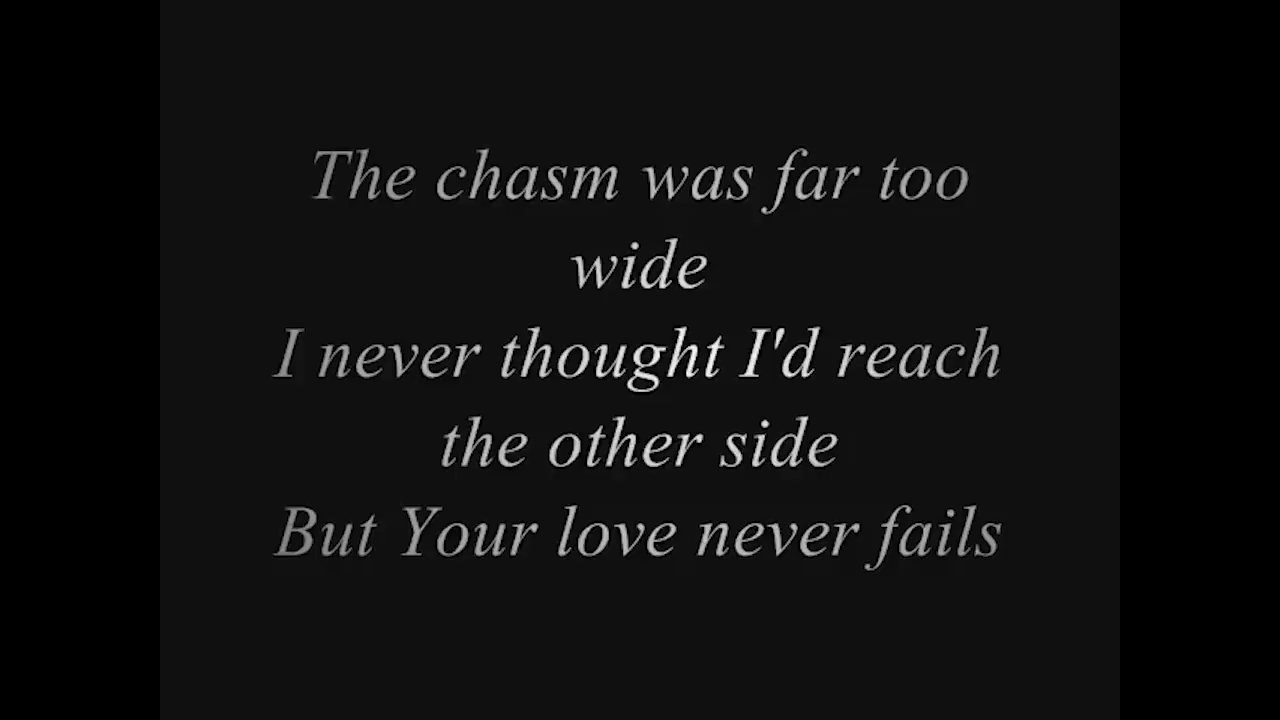 The chasm was far too
wide
I never thought I'd reach
the other side
But Your love never fails